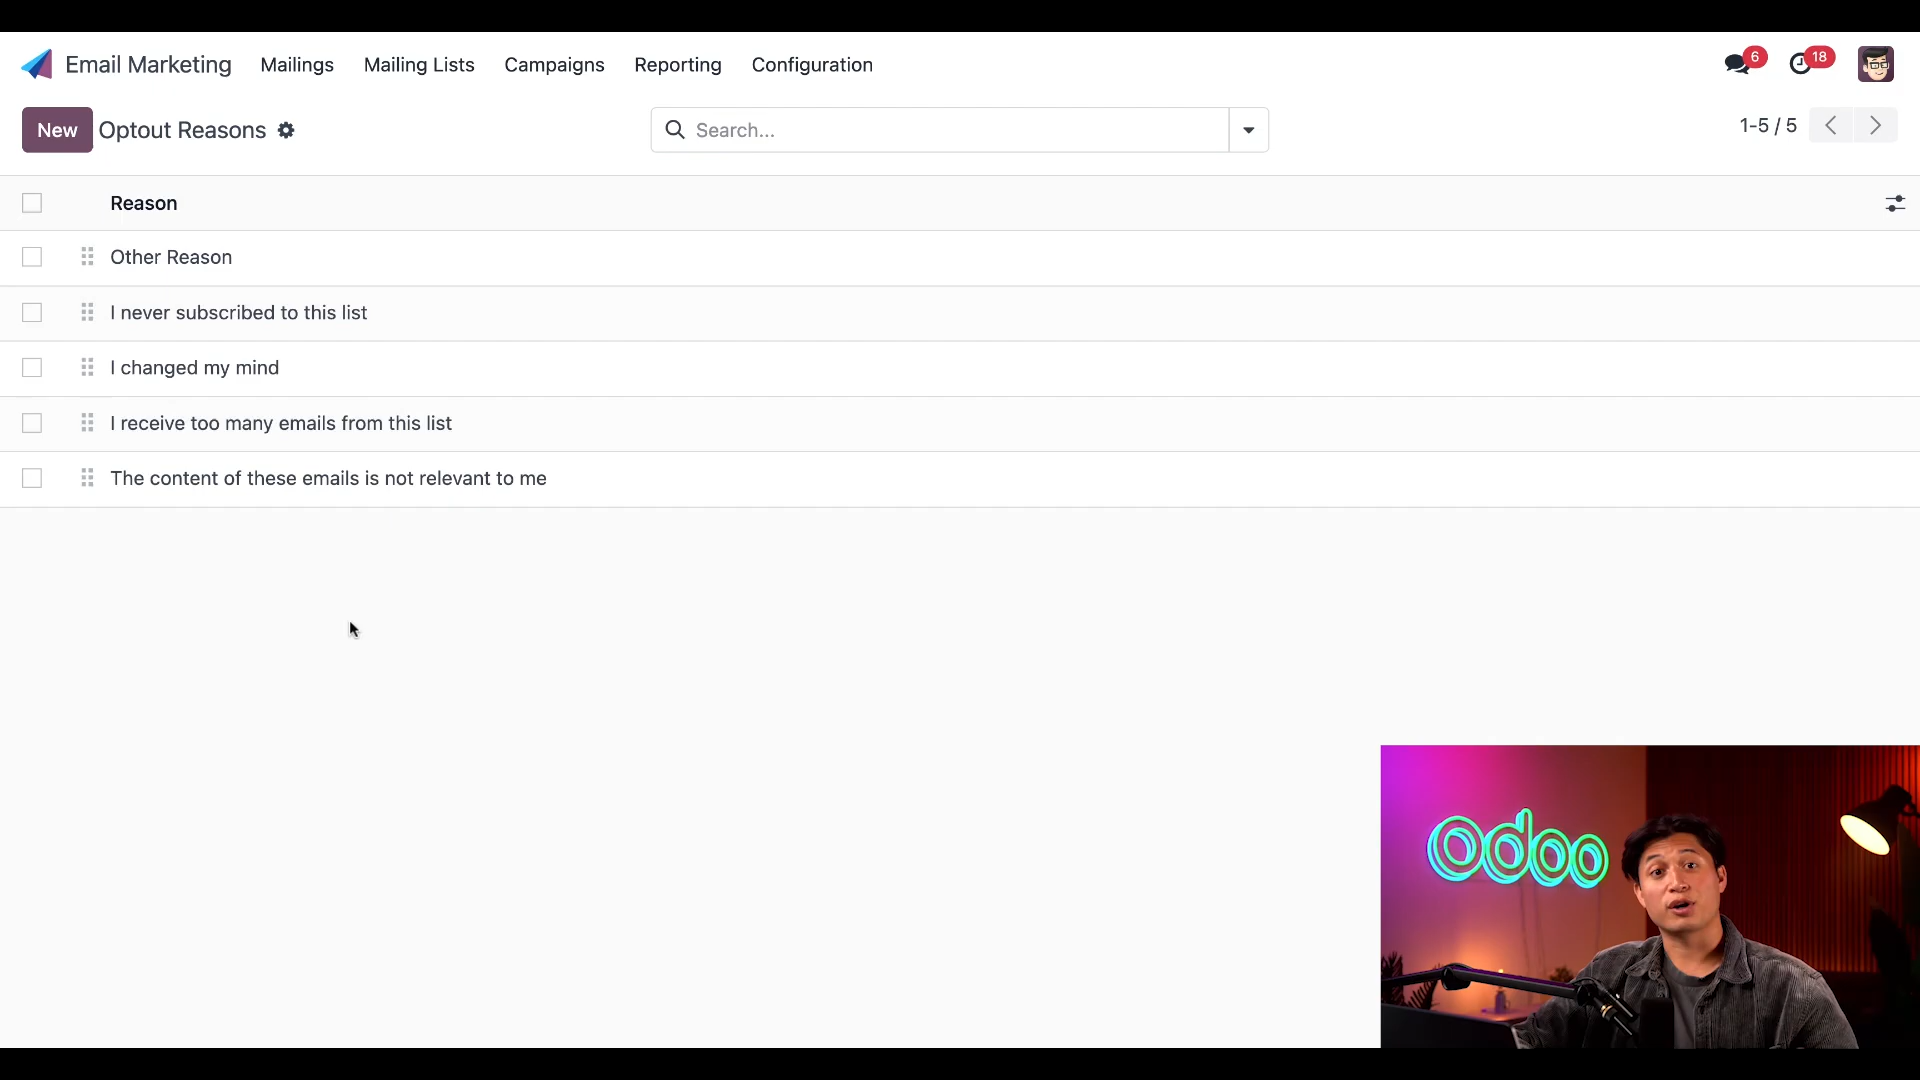 Email Marketing Mailings Mailing Lists Campaigns Reporting Configuration 6 18
New Optout Reasons Search... 1-5 / 5
Reason
Other Reason
I never subscribed to this list
I changed my mind
I receive too many emails from this list
The content of these emails is not relevant to me
odoo